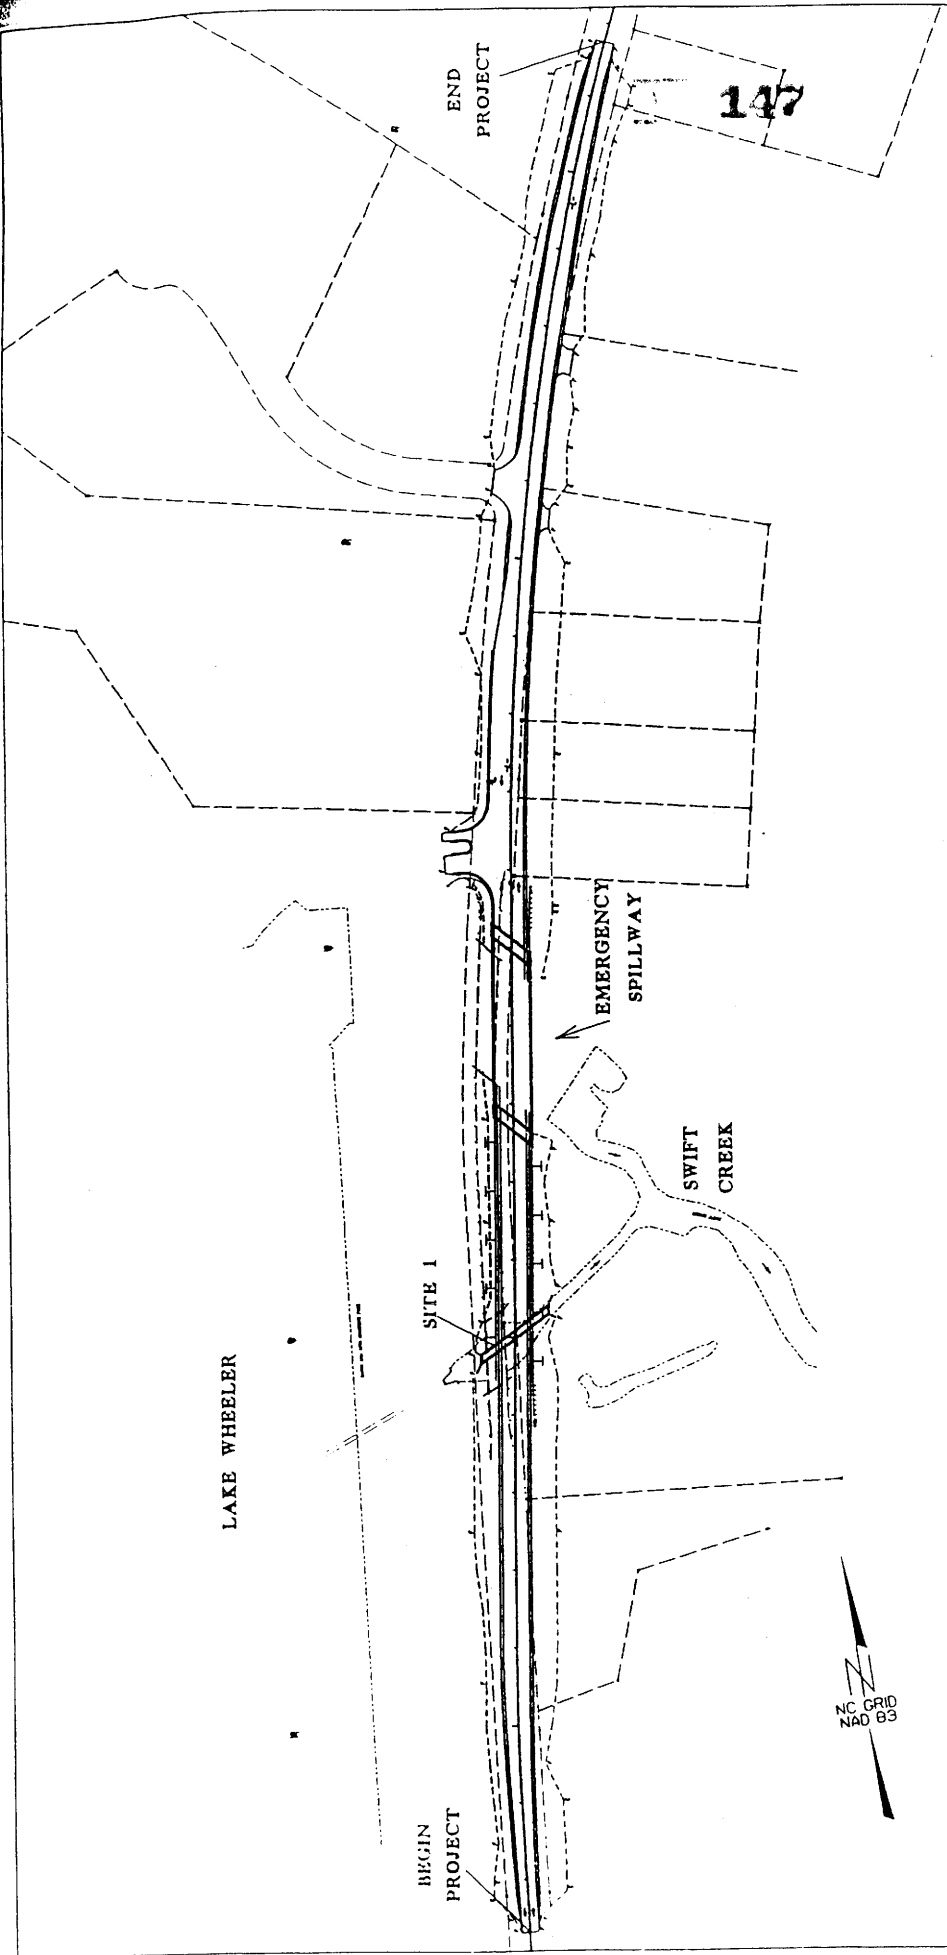 END
PROJECT
147
EMERGENCY
SPILLWAY
SWIFT
CREEK
SITE 1
LAKE WHEELER
NC GRID
NAD 83
BEGIN
PROJECT